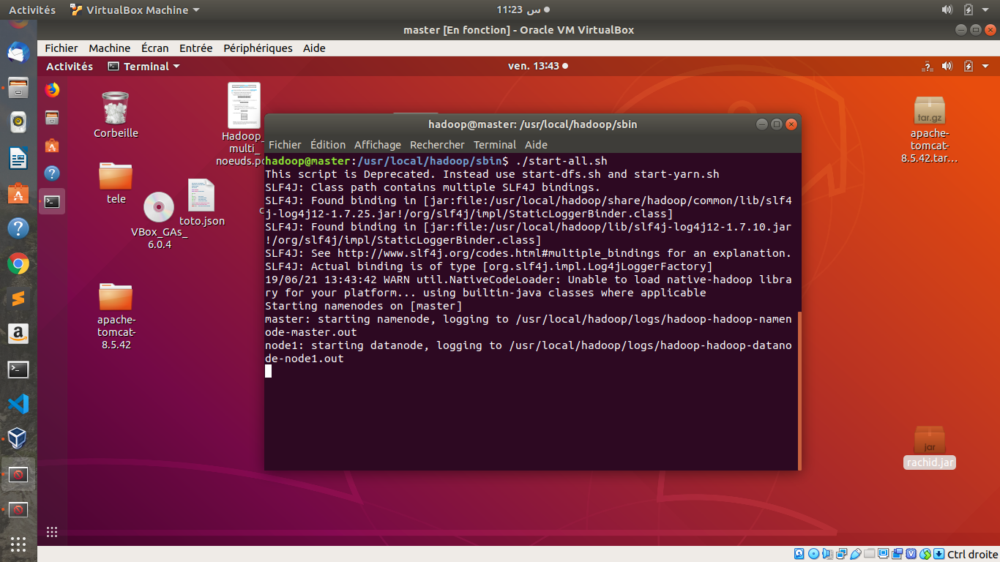 Activités
VirtualBox Machine
11:23 س
master [En fonction] - Oracle VM VirtualBox
Fichier Machine Écran Entrée Périphériques Aide
Activités
Terminal
ven. 13:43
Corbeille
Hadoop_
multi_
noeuds.pd
tele
toto.json
VBox_GAs_
6.0.4
apache-
tomcat-
8.5.42
apache-
tomcat-
8.5.42.tar...
tar.gz
jar
rachid.jar
hadoop@master: /usr/local/hadoop/sbin
Fichier Édition Affichage Rechercher Terminal Aide
hadoop@master:/usr/local/hadoop/sbin$ ./start-all.sh
This script is Deprecated. Instead use start-dfs.sh and start-yarn.sh
SLF4J: Class path contains multiple SLF4J bindings.
SLF4J: Found binding in [jar:file:/usr/local/hadoop/share/hadoop/common/lib/slf4
j-log4j12-1.7.25.jar!/org/slf4j/impl/StaticLoggerBinder.class]
SLF4J: Found binding in [jar:file:/usr/local/hadoop/lib/slf4j-log4j12-1.7.10.jar
!/org/slf4j/impl/StaticLoggerBinder.class]
SLF4J: See http://www.slf4j.org/codes.html#multiple_bindings for an explanation.
SLF4J: Actual binding is of type [org.slf4j.impl.Log4jLoggerFactory]
19/06/21 13:43:42 WARN util.NativeCodeLoader: Unable to load native-hadoop libra
ry for your platform... using builtin-java classes where applicable
Starting namenodes on [master]
master: starting namenode, logging to /usr/local/hadoop/logs/hadoop-hadoop-namen
ode-master.out
node1: starting datanode, logging to /usr/local/hadoop/logs/hadoop-hadoop-datano
de-node1.out
Ctrl droite